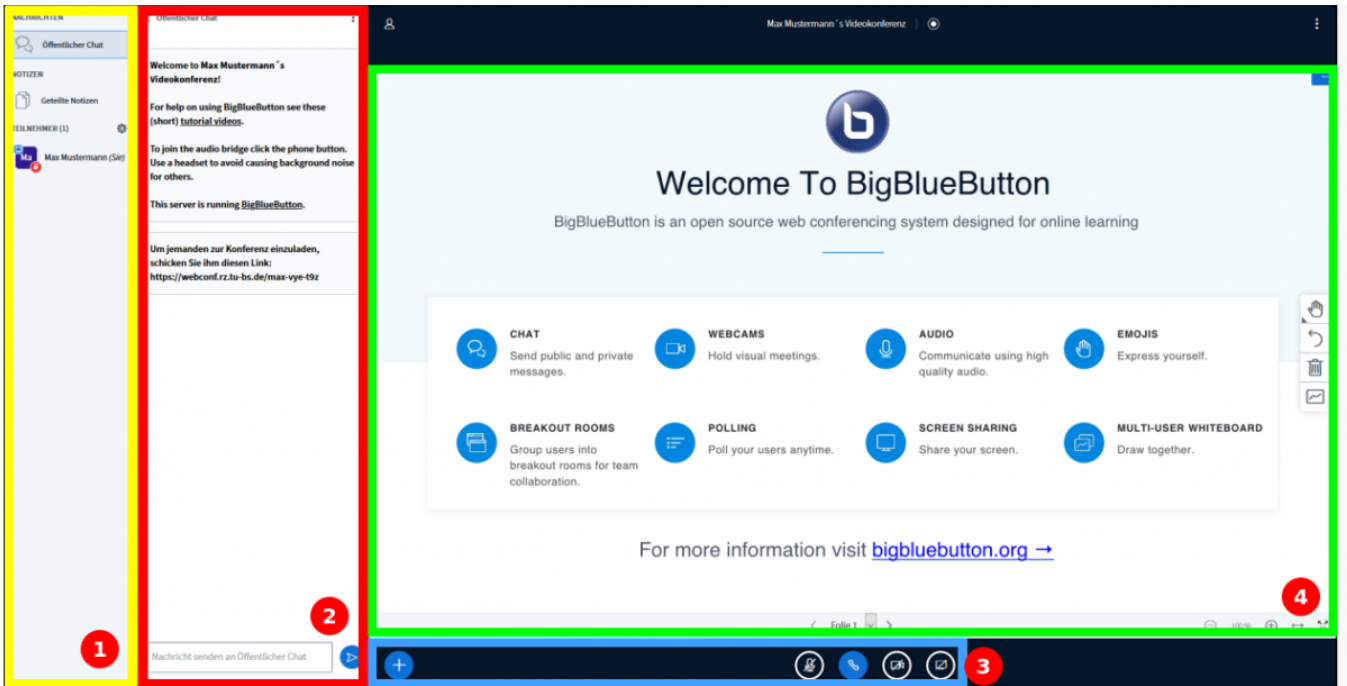 NACHRICHTEN
Öffentlicher Chat
NOTIZEN
Geteilte Notizen
TEILNEHMER (1)
Ma
Max Mustermann (Sie)
1
Öffentlicher Chat
Welcome to Max Mustermann´s
Videokonferenz!
For help on using BigBlueButton see these
(short) tutorial videos.
To join the audio bridge click the phone button.
Use a headset to avoid causing background noise
for others.
This server is running BigBlueButton.
Um jemanden zur Konferenz einzuladen,
schicken Sie ihm diesen Link:
https://webconf.rz.tu-bs.de/max-vye-t9z
2
Nachricht senden an Öffentlicher Chat
Max Mustermann´s Videokonferenz
b
Welcome To BigBlueButton
BigBlueButton is an open source web conferencing system designed for online learning
CHAT
Send public and private
messages.
WEBCAMS
Hold visual meetings.
AUDIO
Communicate using high
quality audio.
EMOJIS
Express yourself.
BREAKOUT ROOMS
Group users into
breakout rooms for team
collaboration.
POLLING
Poll your users anytime.
SCREEN SHARING
Share your screen.
MULTI-USER WHITEBOARD
Draw together.
For more information visit bigbluebutton.org →
4
Folie 1
100%
3